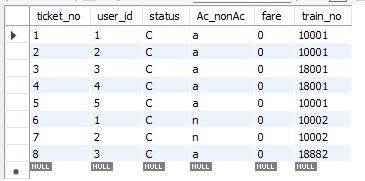 ticket_no user_id status Ac_nonAc fare train_no
1 1 C a 0 10001
2 2 C a 0 10001
3 3 C a 0 18001
4 4 C a 0 18001
5 5 C a 0 10001
6 1 C n 0 10002
7 2 C n 0 10002
8 3 C a 0 18882
NULL NULL NULL NULL NULL NULL